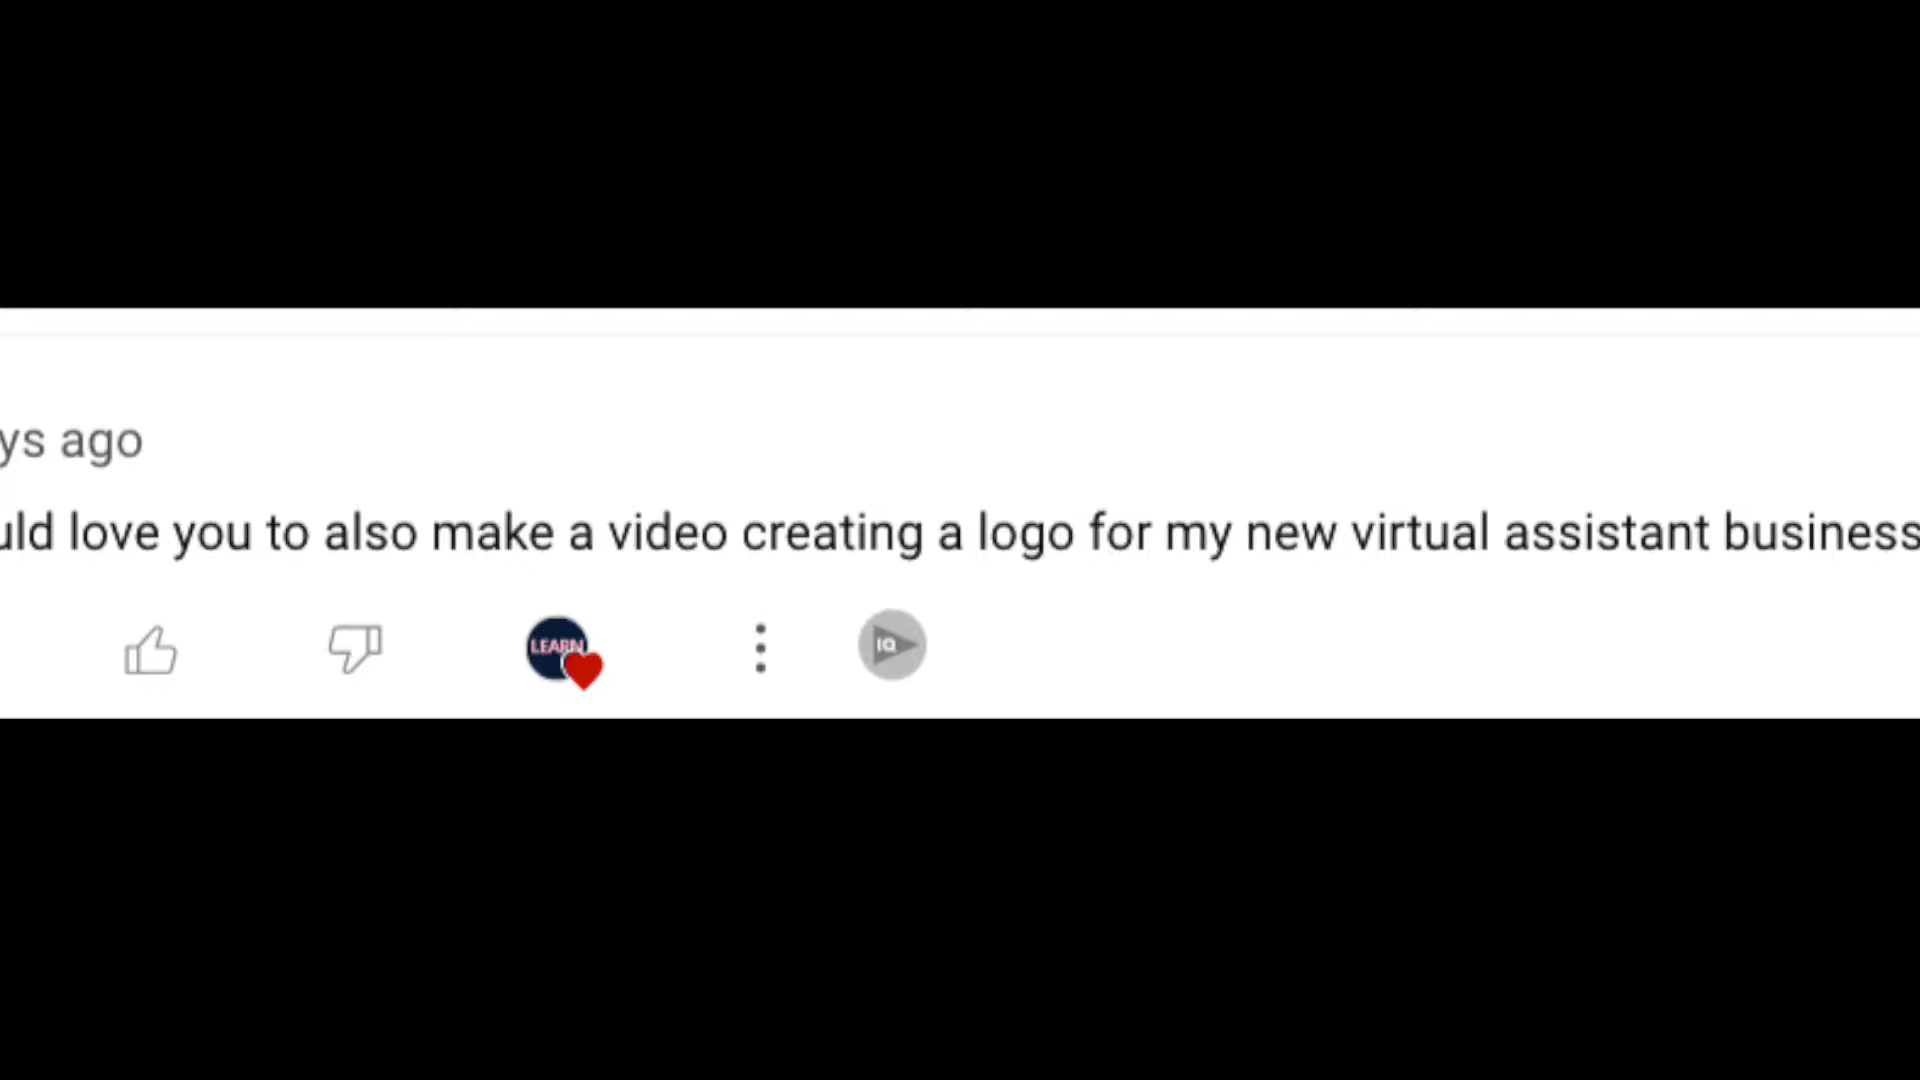 ys ago
uld love you to also make a video creating a logo for my new virtual assistant business
LEARN
IQ